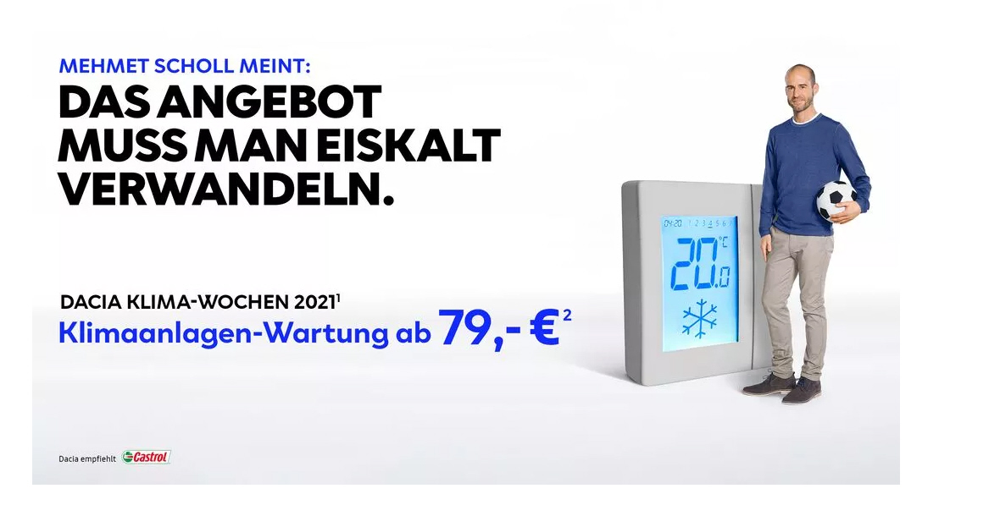 MEHMET SCHOLL MEINT:
DAS ANGEBOT
MUSS MAN EISKALT
VERWANDELN.
DACIA KLIMA-WOCHEN 2021¹
Klimaanlagen-Wartung ab 79,- €²
04:20 1 2 3 4 5 6
20.0 °C
Dacia empfiehlt Castrol